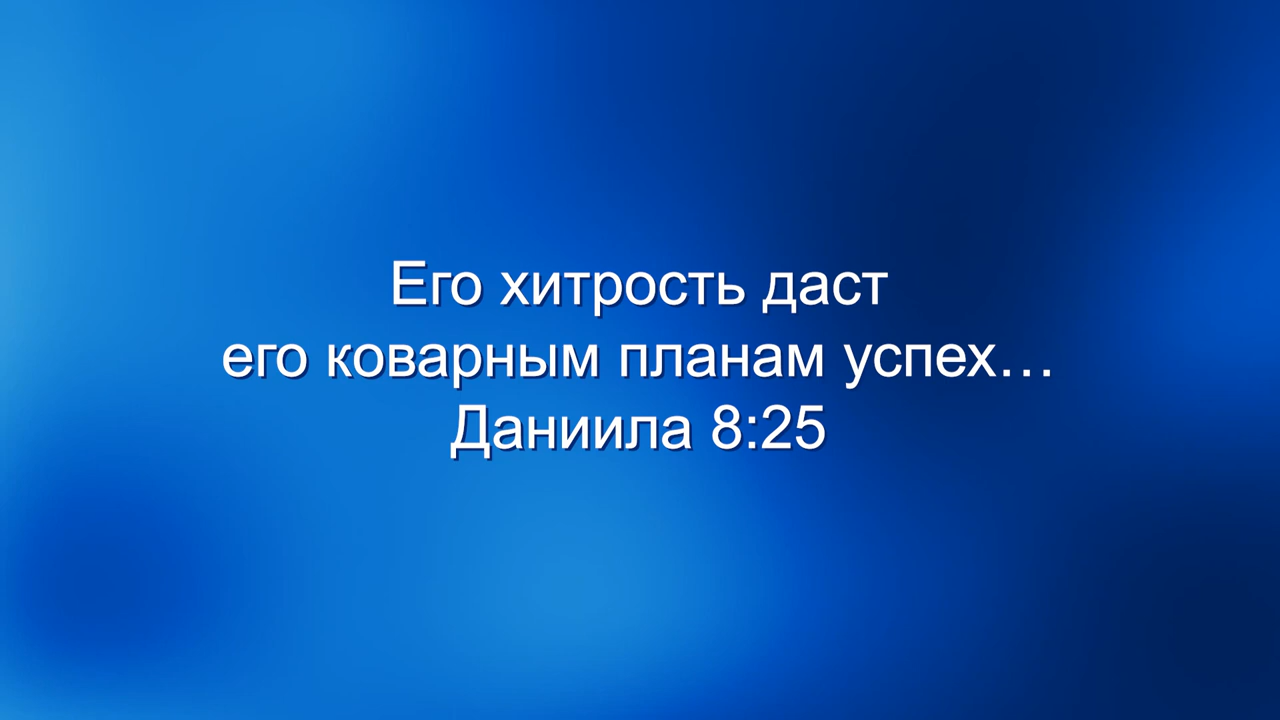 Его хитрость даст
его коварным планам успех…
Даниила 8:25